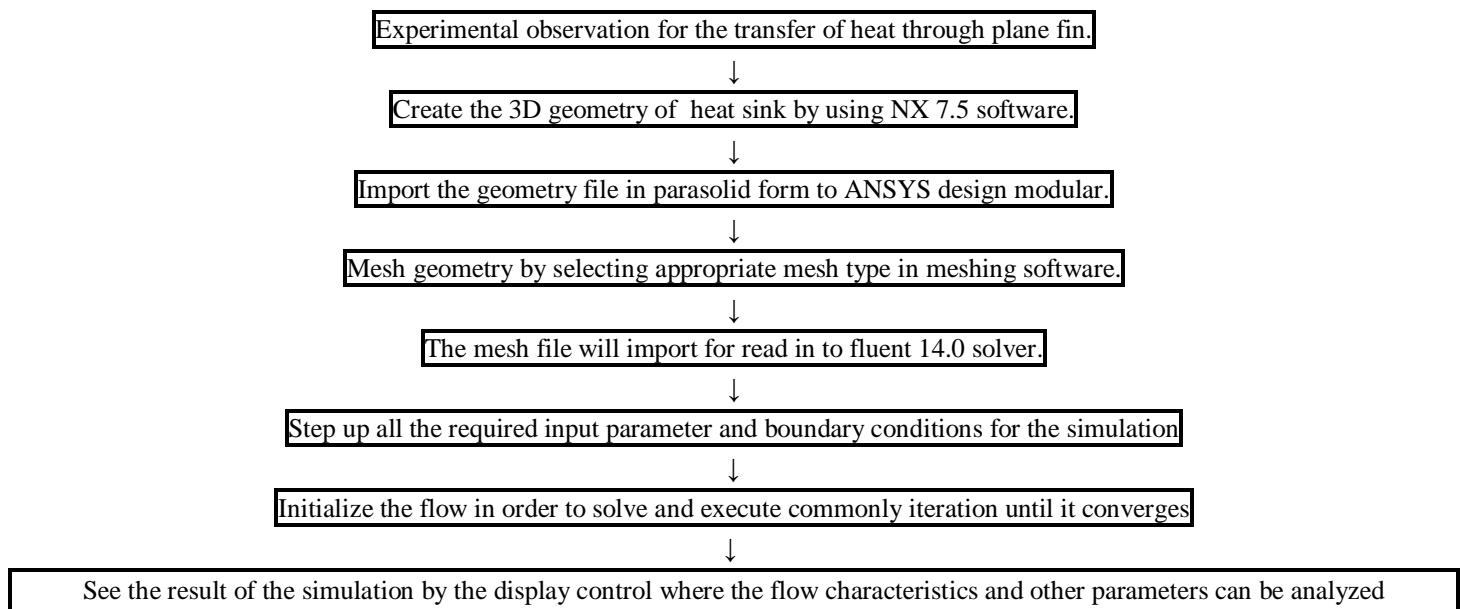 Experimental observation for the transfer of heat through plane fin.
↓
Create the 3D geometry of heat sink by using NX 7.5 software.
↓
Import the geometry file in parasolid form to ANSYS design modular.
↓
Mesh geometry by selecting appropriate mesh type in meshing software.
↓
The mesh file will import for read in to fluent 14.0 solver.
↓
Step up all the required input parameter and boundary conditions for the simulation
↓
Initialize the flow in order to solve and execute commonly iteration until it converges
↓
See the result of the simulation by the display control where the flow characteristics and other parameters can be analyzed